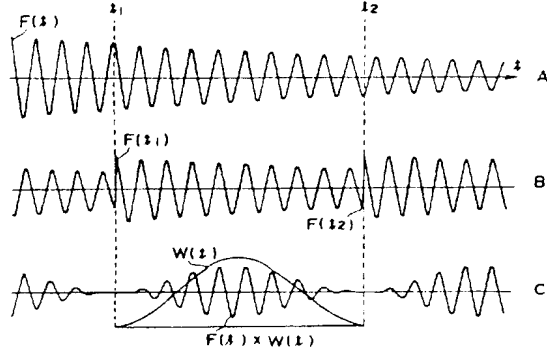 t₁ t₂
F(t) t A
F(t₁)
B
F(t₂)
W(t)
C
F(t) × W(t)